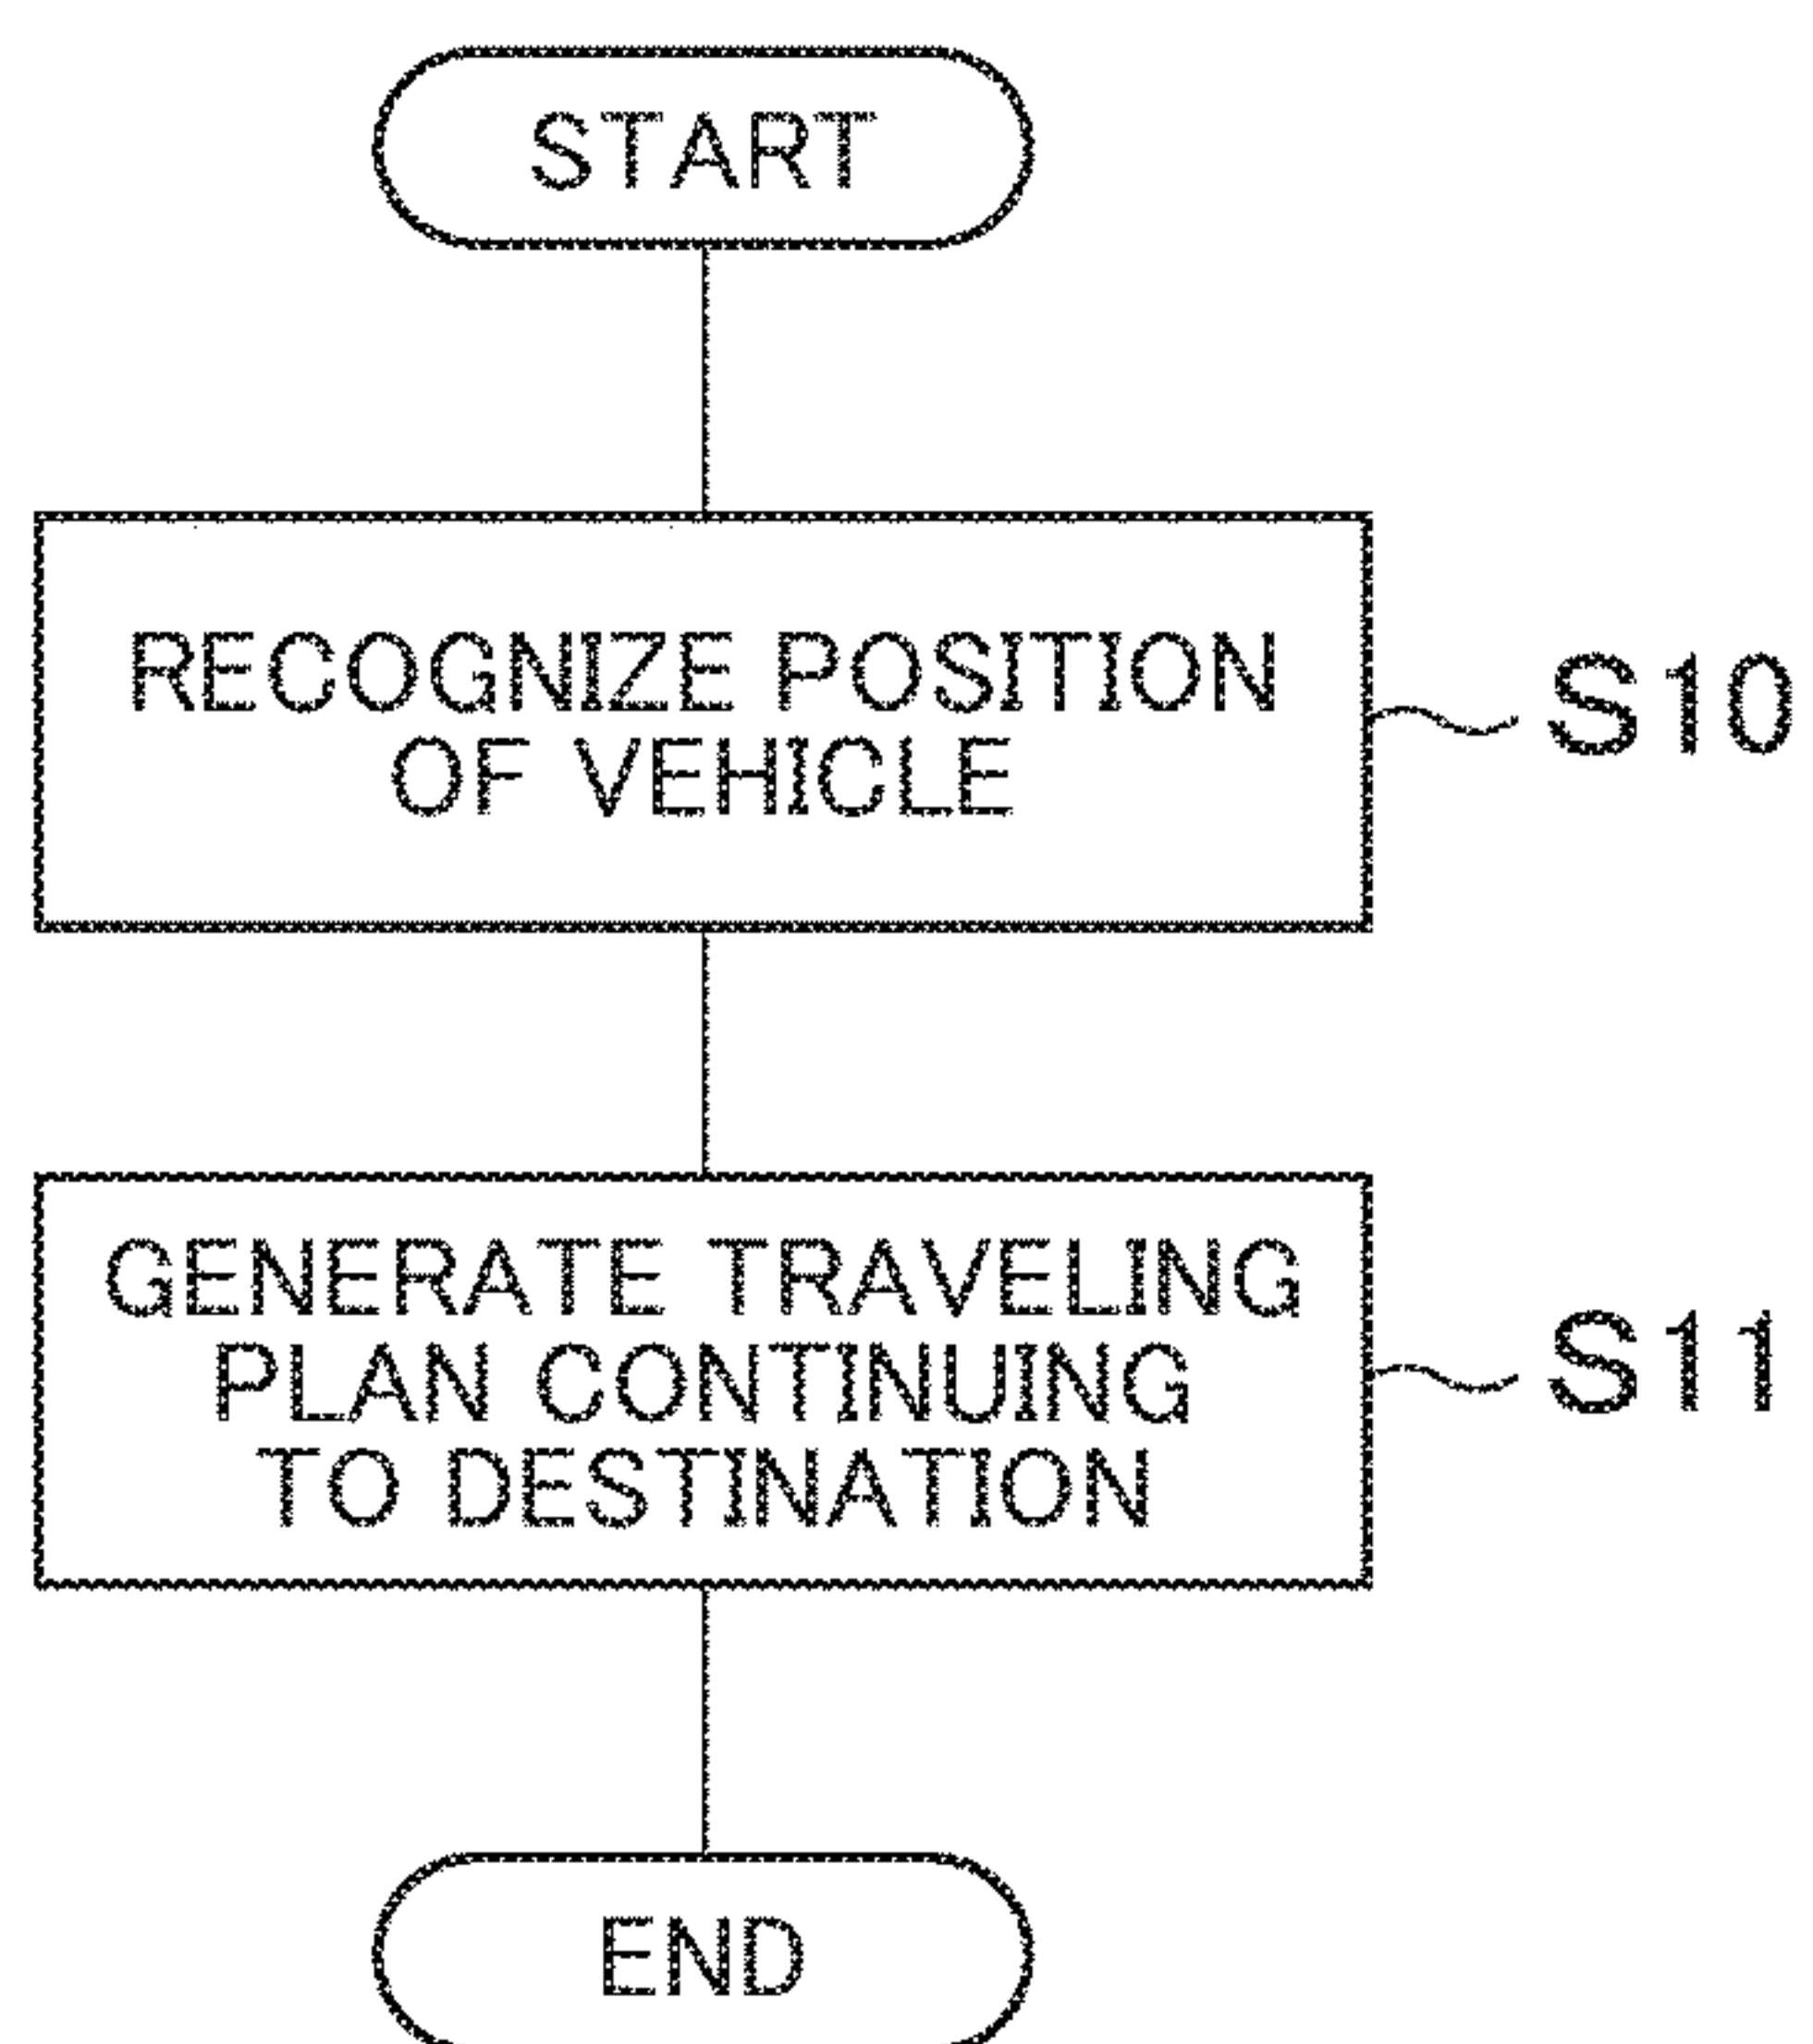 START
RECOGNIZE POSITION
OF VEHICLE
S10
GENERATE TRAVELING
PLAN CONTINUING
TO DESTINATION
S11
END